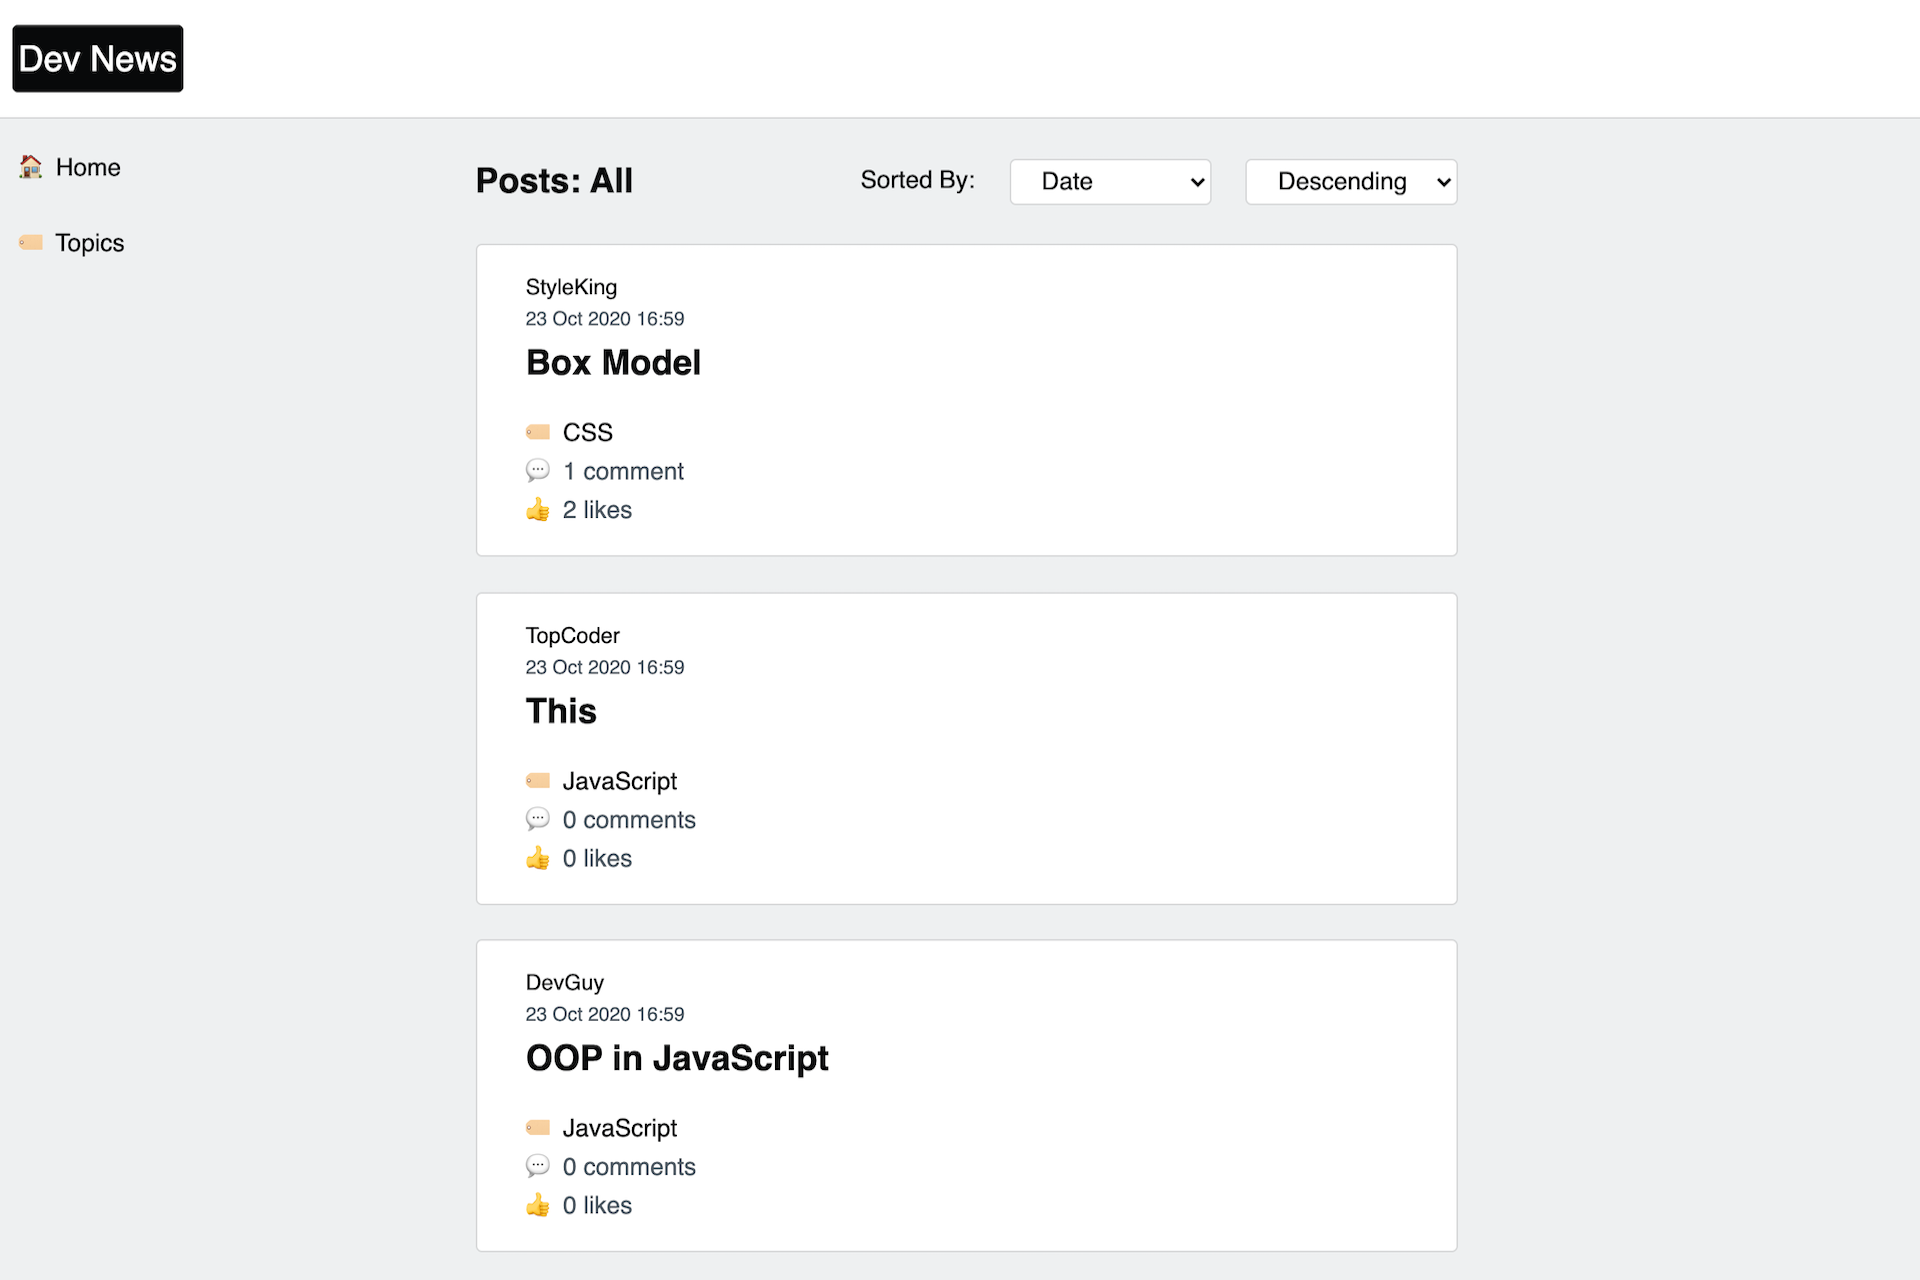 Dev News
Home
Topics
Posts: All
Sorted By:
Date
Descending
StyleKing
23 Oct 2020 16:59
Box Model
CSS
1 comment
2 likes
TopCoder
23 Oct 2020 16:59
This
JavaScript
0 comments
0 likes
DevGuy
23 Oct 2020 16:59
OOP in JavaScript
JavaScript
0 comments
0 likes